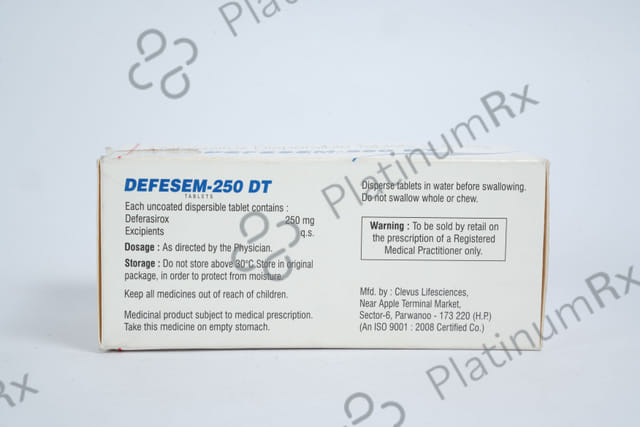 DEFESEM-250 DT
TABLETS
Each uncoated dispersible tablet contains :
Deferasirox 250 mg
Excipients q.s.
Dosage : As directed by the Physician.
Storage : Do not store above 30°C.Store in original
package, in order to protect from moisture
Keep all medicines out of reach of children.
Medicinal product subject to medical prescription.
Take this medicine on empty stomach.
Disperse tablets in water before swallowing.
Do not swallow whole or chew.
Warning : To be sold by retail on
the prescription of a Registered
Medical Practitioner only.
Mfd. by : Clevus Lifesciences,
Near Apple Terminal Market,
Sector-6, Parwanoo - 173 220 (H.P.)
(An ISO 9001 : 2008 Certified Co.)
PlatinumRx
PlatinumRx
PlatinumRx